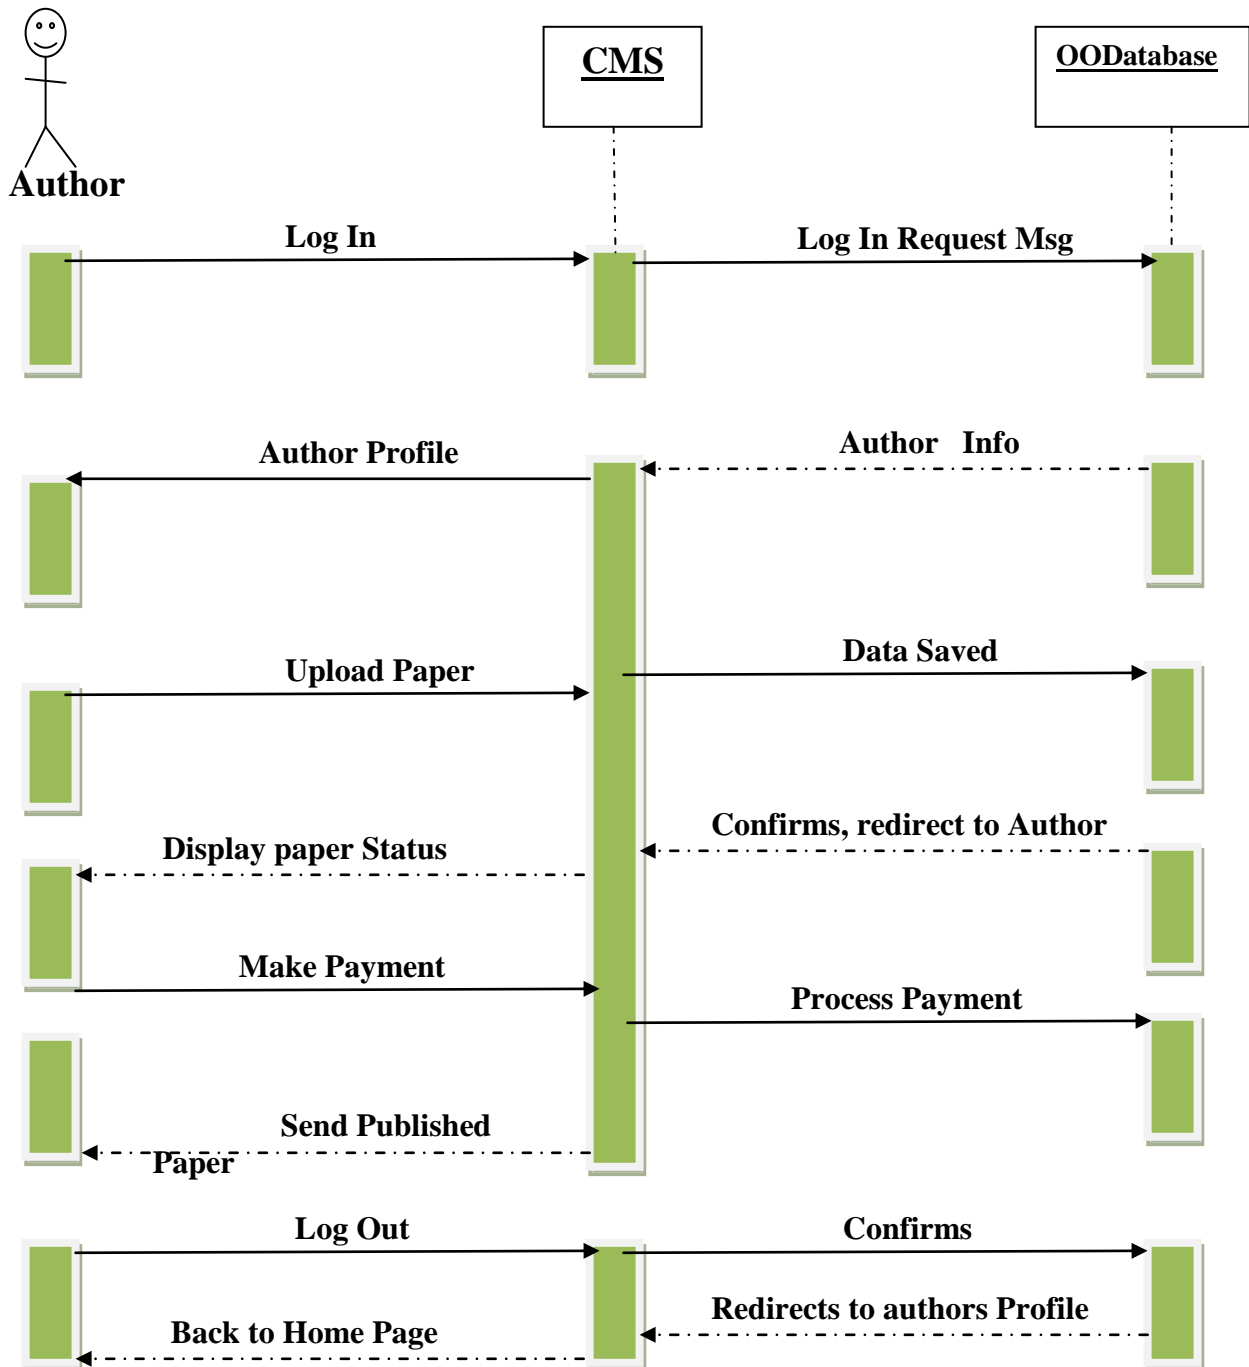 CMS
OODatabase
Author
Log In
Log In Request Msg
Author Info
Author Profile
Data Saved
Upload Paper
Confirms, redirect to Author
Display paper Status
Make Payment
Process Payment
Send Published
Paper
Log Out
Confirms
Redirects to authors Profile
Back to Home Page